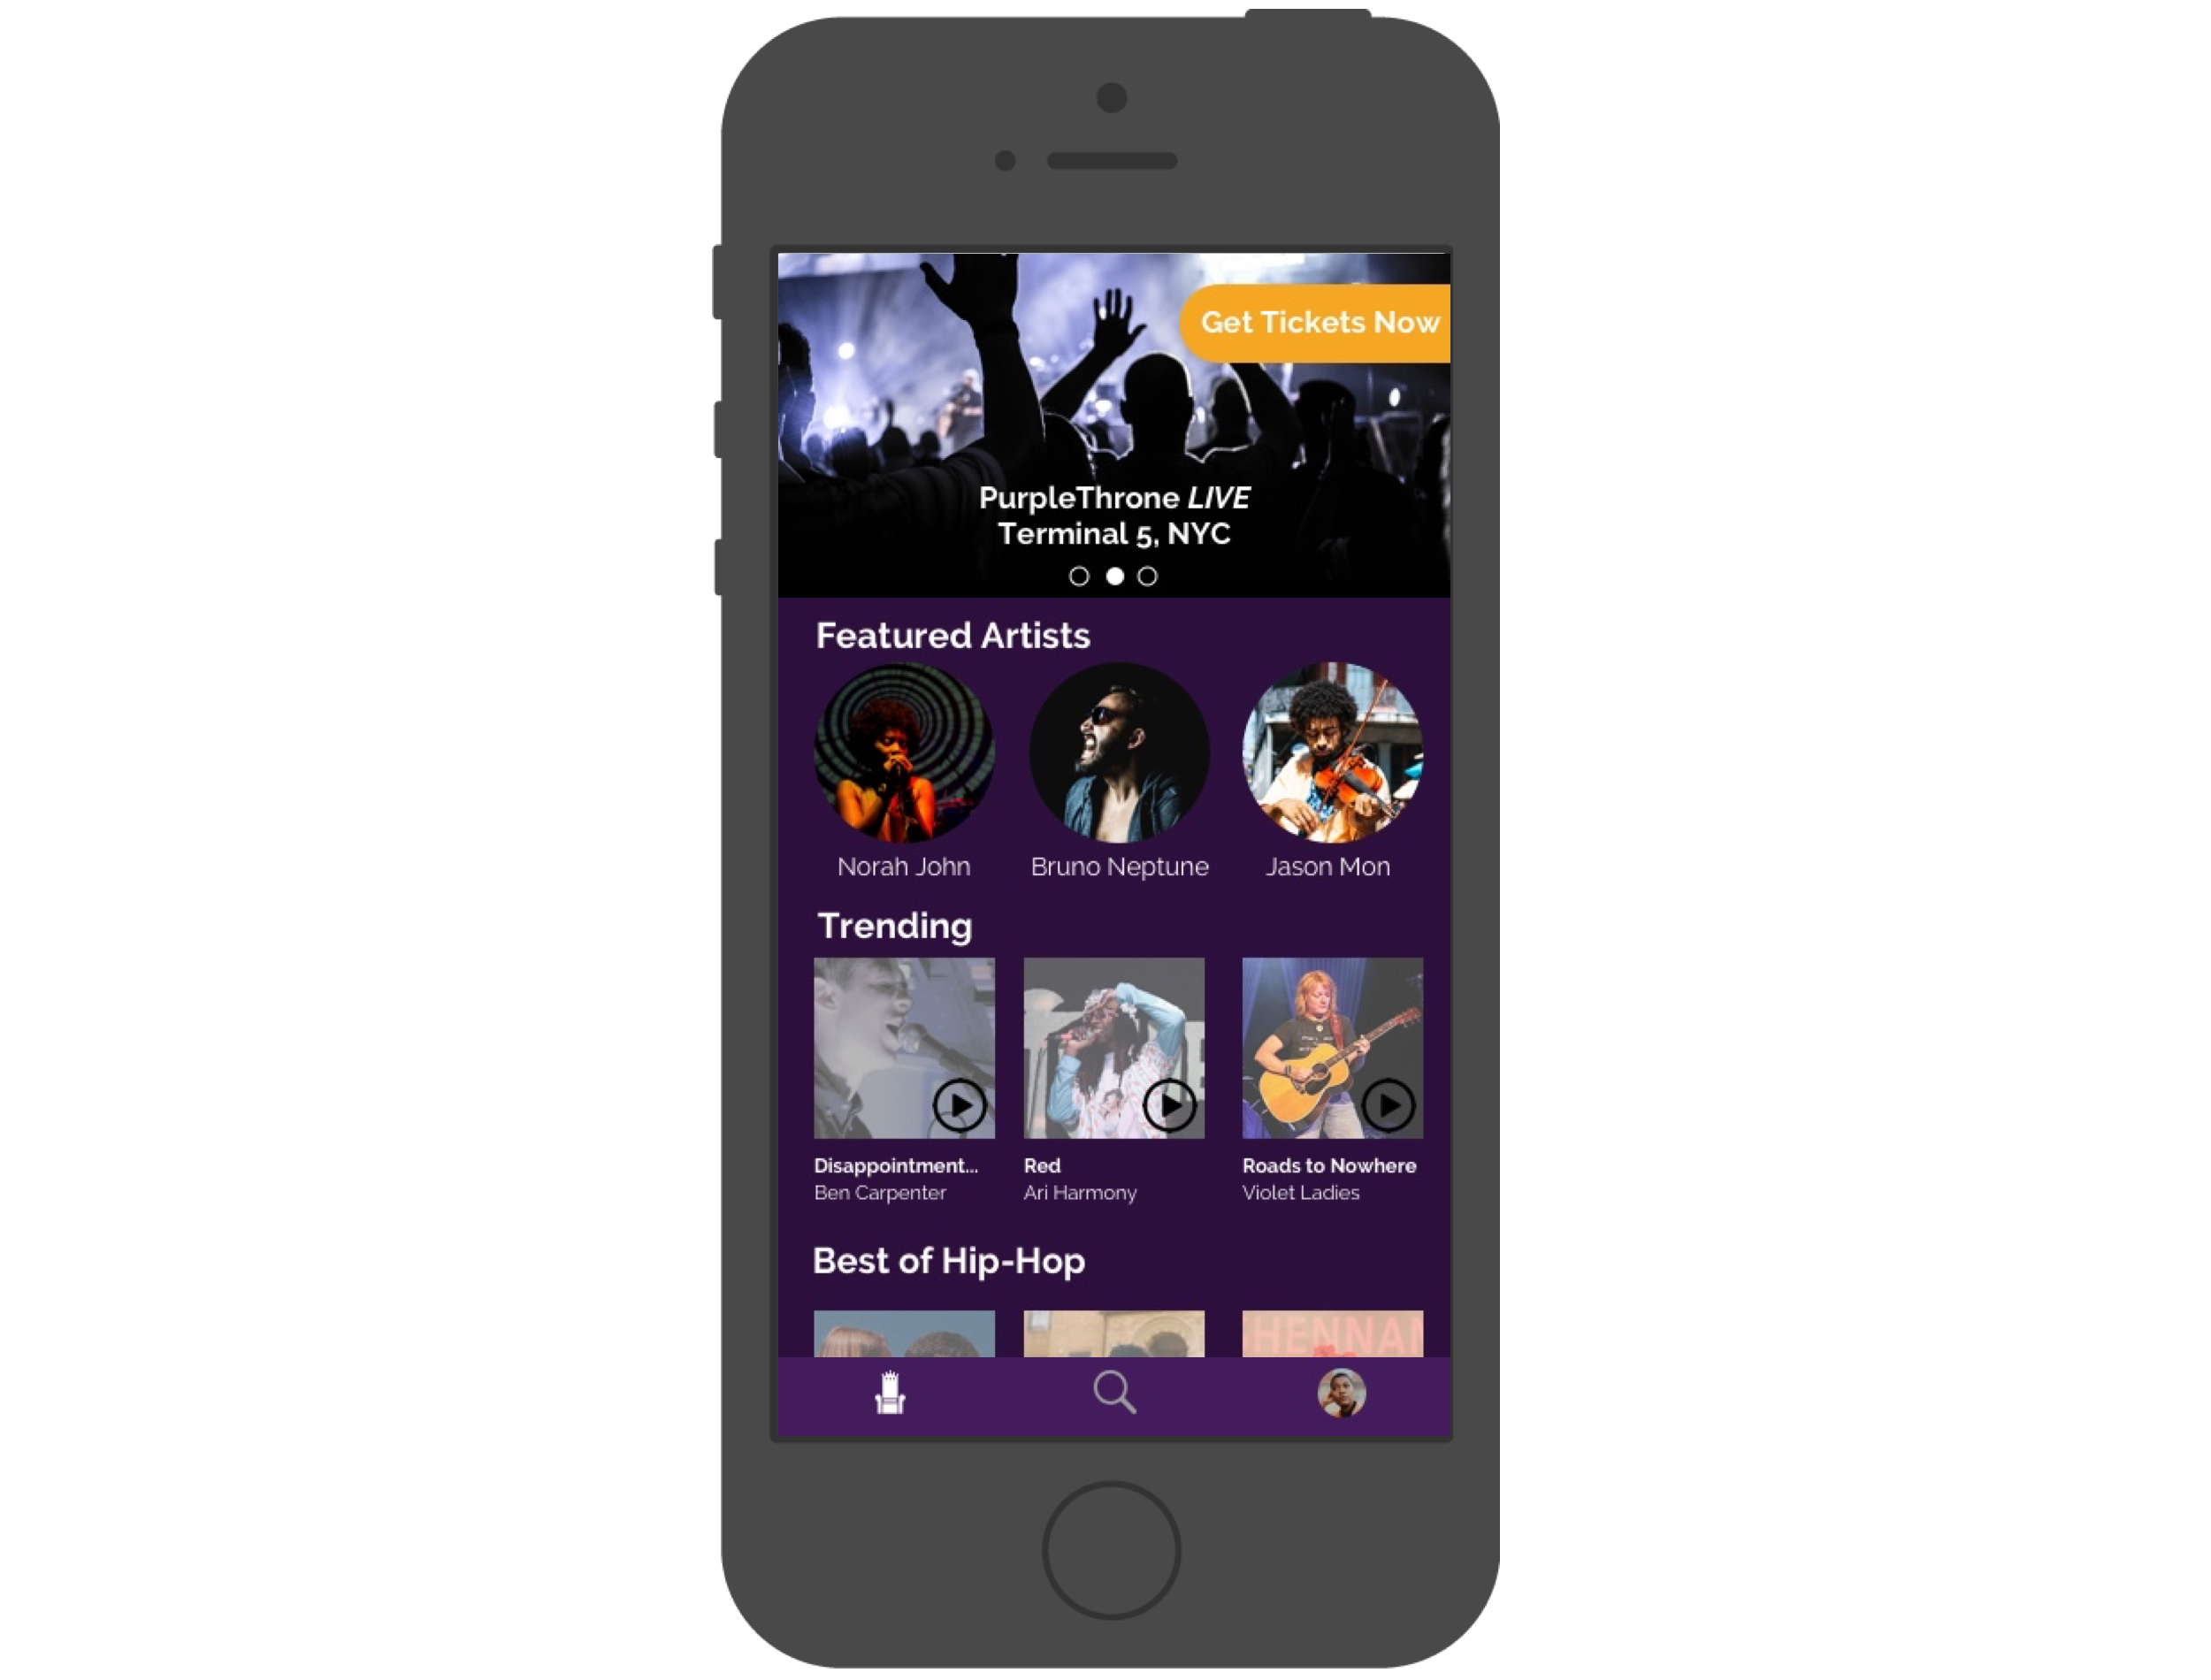 Get Tickets Now
PurpleThrone LIVE
Terminal 5, NYC
Featured Artists
Norah John Bruno Neptune Jason Mon
Trending
Disappointment... Red Roads to Nowhere
Ben Carpenter Ari Harmony Violet Ladies
Best of Hip-Hop